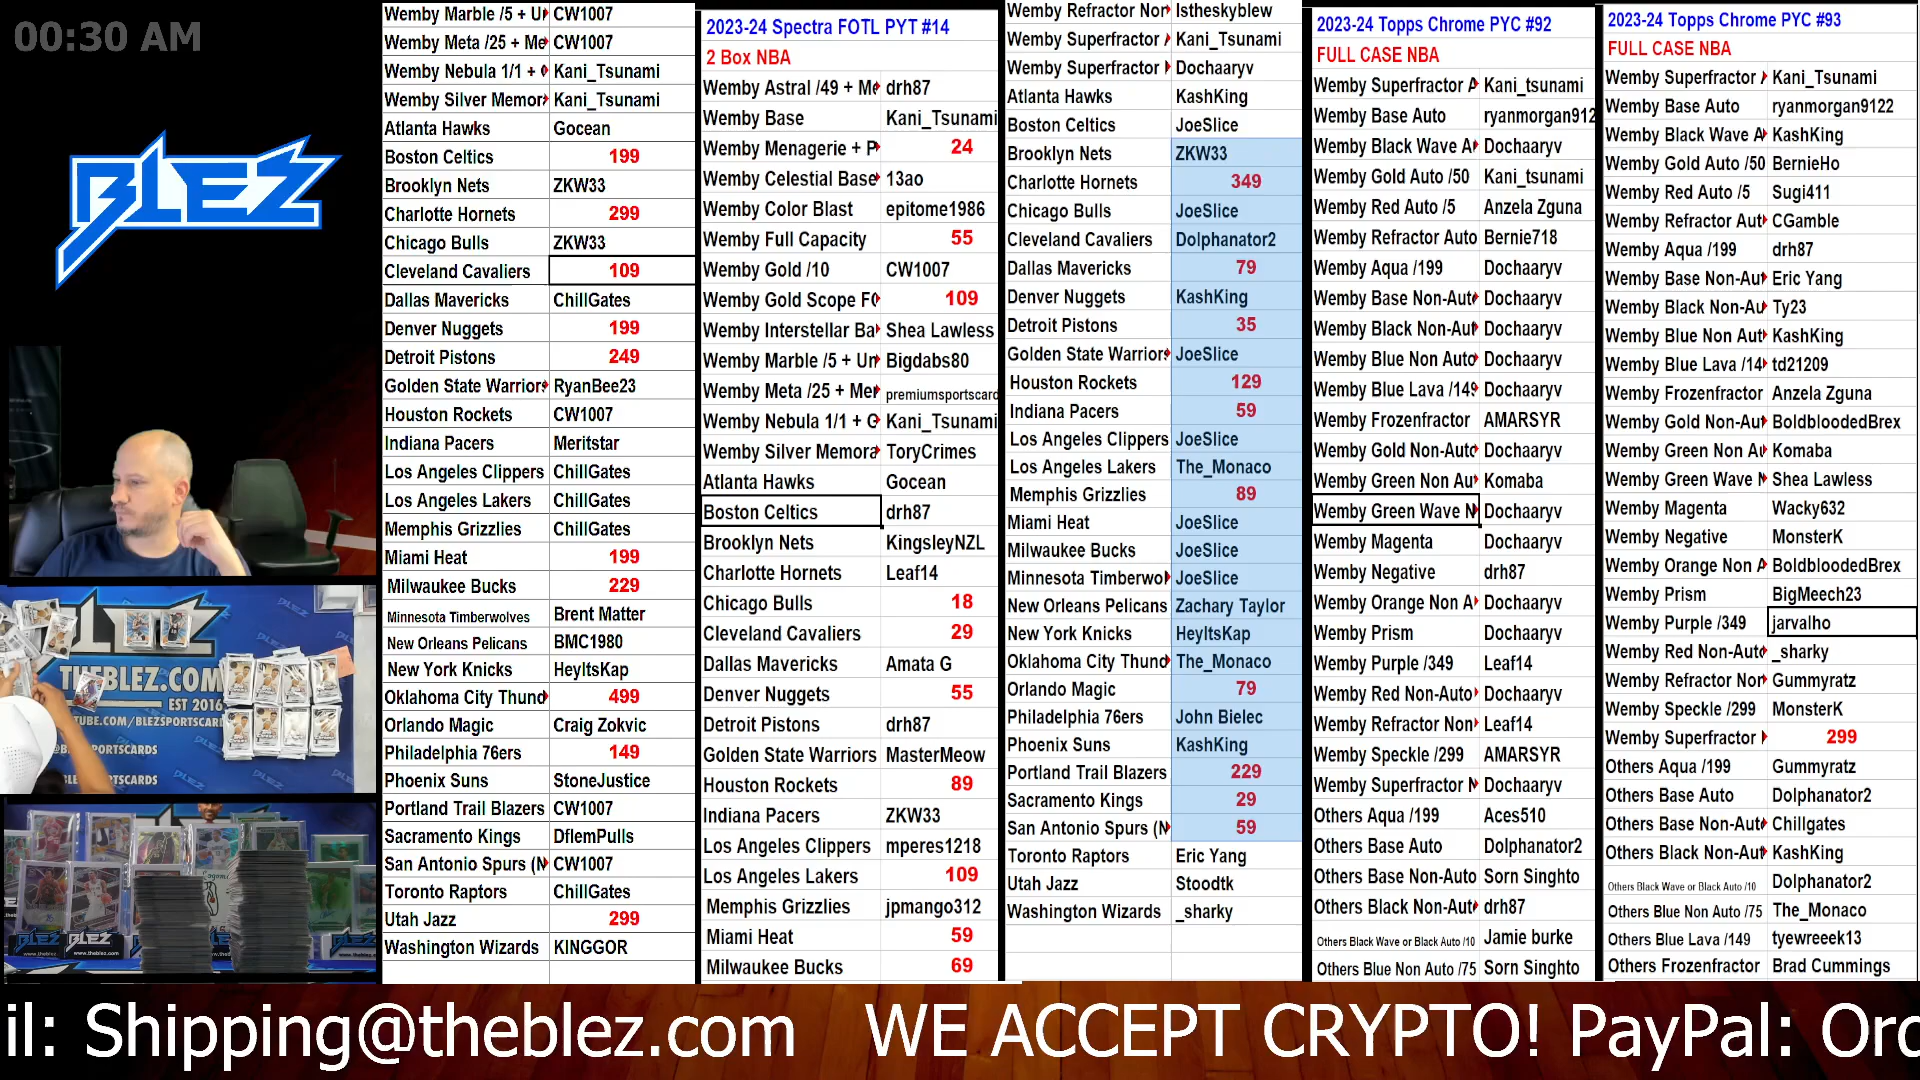 00:30 AM
BLEZ
THEBLEZ.COM
EST 2016
TUBE.COM/BLEZSPORTSCARD
SPORTSCARDS
SPORTSCARDS
BLEZ BLEZ
Wemby Marble /5 + Ur CW1007
Wemby Meta /25 + Me CW1007
Wemby Nebula 1/1 + Kani_Tsunami
Wemby Silver Memor Kani_Tsunami
Atlanta Hawks Gocean
Boston Celtics 199
Brooklyn Nets ZKW33
Charlotte Hornets 299
Chicago Bulls ZKW33
Cleveland Cavaliers 109
Dallas Mavericks ChillGates
Denver Nuggets 199
Detroit Pistons 249
Golden State Warriors RyanBee23
Houston Rockets CW1007
Indiana Pacers Meritstar
Los Angeles Clippers ChillGates
Los Angeles Lakers ChillGates
Memphis Grizzlies ChillGates
Miami Heat 199
Milwaukee Bucks 229
Minnesota Timberwolves Brent Matter
New Orleans Pelicans BMC1980
New York Knicks HeyItsKap
Oklahoma City Thund 499
Orlando Magic Craig Zokvic
Philadelphia 76ers 149
Phoenix Suns StoneJustice
Portland Trail Blazers CW1007
Sacramento Kings DflemPulls
San Antonio Spurs (N CW1007
Toronto Raptors ChillGates
Utah Jazz 299
Washington Wizards KINGGOR
2023-24 Spectra FOTL PYT #14
2 Box NBA
Wemby Astral /49 + Me drh87
Wemby Base Kani_Tsunami
Wemby Menagerie + P 24
Wemby Celestial Base 13ao
Wemby Color Blast epitome1986
Wemby Full Capacity 55
Wemby Gold /10 CW1007
Wemby Gold Scope FO 109
Wemby Interstellar Ba Shea Lawless
Wemby Marble /5 + Ur Bigdabs80
Wemby Meta /25 + Mer premiumsportscard
Wemby Nebula 1/1 + C Kani_Tsunami
Wemby Silver Memora ToryCrimes
Atlanta Hawks Gocean
Boston Celtics drh87
Brooklyn Nets KingsleyNZL
Charlotte Hornets Leaf14
Chicago Bulls 18
Cleveland Cavaliers 29
Dallas Mavericks Amata G
Denver Nuggets 55
Detroit Pistons drh87
Golden State Warriors MasterMeow
Houston Rockets 89
Indiana Pacers ZKW33
Los Angeles Clippers mperes1218
Los Angeles Lakers 109
Memphis Grizzlies jpmango312
Miami Heat 59
Milwaukee Bucks 69
Wemby Refractor Nor Istheskyblew
Wemby Superfractor A Kani_Tsunami
Wemby Superfractor N Dochaaryv
Atlanta Hawks KashKing
Boston Celtics JoeSlice
Brooklyn Nets ZKW33
Charlotte Hornets 349
Chicago Bulls JoeSlice
Cleveland Cavaliers Dolphanator2
Dallas Mavericks 79
Denver Nuggets KashKing
Detroit Pistons 35
Golden State Warriors JoeSlice
Houston Rockets 129
Indiana Pacers 59
Los Angeles Clippers JoeSlice
Los Angeles Lakers The_Monaco
Memphis Grizzlies 89
Miami Heat JoeSlice
Milwaukee Bucks JoeSlice
Minnesota Timberwol JoeSlice
New Orleans Pelicans Zachary Taylor
New York Knicks HeyItsKap
Oklahoma City Thund The_Monaco
Orlando Magic 79
Philadelphia 76ers John Bielec
Phoenix Suns KashKing
Portland Trail Blazers 229
Sacramento Kings 29
San Antonio Spurs (N 59
Toronto Raptors Eric Yang
Utah Jazz Stoodtk
Washington Wizards _sharky
2023-24 Topps Chrome PYC #92
FULL CASE NBA
Wemby Superfractor A Kani_tsunami
Wemby Base Auto ryanmorgan912
Wemby Black Wave A Dochaaryv
Wemby Gold Auto /50 Kani_tsunami
Wemby Red Auto /5 Anzela Zguna
Wemby Refractor Auto Bernie718
Wemby Aqua /199 Dochaaryv
Wemby Base Non-Aut Dochaaryv
Wemby Black Non-Aut Dochaaryv
Wemby Blue Non Auto Dochaaryv
Wemby Blue Lava /149 Dochaaryv
Wemby Frozenfractor AMARSYR
Wemby Gold Non-Auto Dochaaryv
Wemby Green Non Au Komaba
Wemby Green Wave N Dochaaryv
Wemby Magenta Dochaaryv
Wemby Negative drh87
Wemby Orange Non A Dochaaryv
Wemby Prism Dochaaryv
Wemby Purple /349 Leaf14
Wemby Red Non-Auto Dochaaryv
Wemby Refractor Non Leaf14
Wemby Speckle /299 AMARSYR
Wemby Superfractor N Dochaaryv
Others Aqua /199 Aces510
Others Base Auto Dolphanator2
Others Base Non-Auto Sorn Singhto
Others Black Non-Aut drh87
Others Black Wave or Black Auto /10 Jamie burke
Others Blue Non Auto /75 Sorn Singhto
2023-24 Topps Chrome PYC #93
FULL CASE NBA
Wemby Superfractor A Kani_Tsunami
Wemby Base Auto ryanmorgan9122
Wemby Black Wave A KashKing
Wemby Gold Auto /50 BernieHo
Wemby Red Auto /5 Sugi411
Wemby Refractor Aut CGamble
Wemby Aqua /199 drh87
Wemby Base Non-Aut Eric Yang
Wemby Black Non-Au Ty23
Wemby Blue Non Aut KashKing
Wemby Blue Lava /14 td21209
Wemby Frozenfractor Anzela Zguna
Wemby Gold Non-Aut BoldbloodedBrex
Wemby Green Non Au Komaba
Wemby Green Wave N Shea Lawless
Wemby Magenta Wacky632
Wemby Negative MonsterK
Wemby Orange Non A BoldbloodedBrex
Wemby Prism BigMeech23
Wemby Purple /349 jarvalho
Wemby Red Non-Auto _sharky
Wemby Refractor Nor Gummyratz
Wemby Speckle /299 MonsterK
Wemby Superfractor N 299
Others Aqua /199 Gummyratz
Others Base Auto Dolphanator2
Others Base Non-Aut Chillgates
Others Black Non-Aut KashKing
Others Black Wave or Black Auto /10 Dolphanator2
Others Blue Non Auto /75 The_Monaco
Others Blue Lava /149 tyewreeek13
Others Frozenfractor Brad Cummings
il: Shipping@theblez.com WE ACCEPT CRYPTO! PayPal: Orc